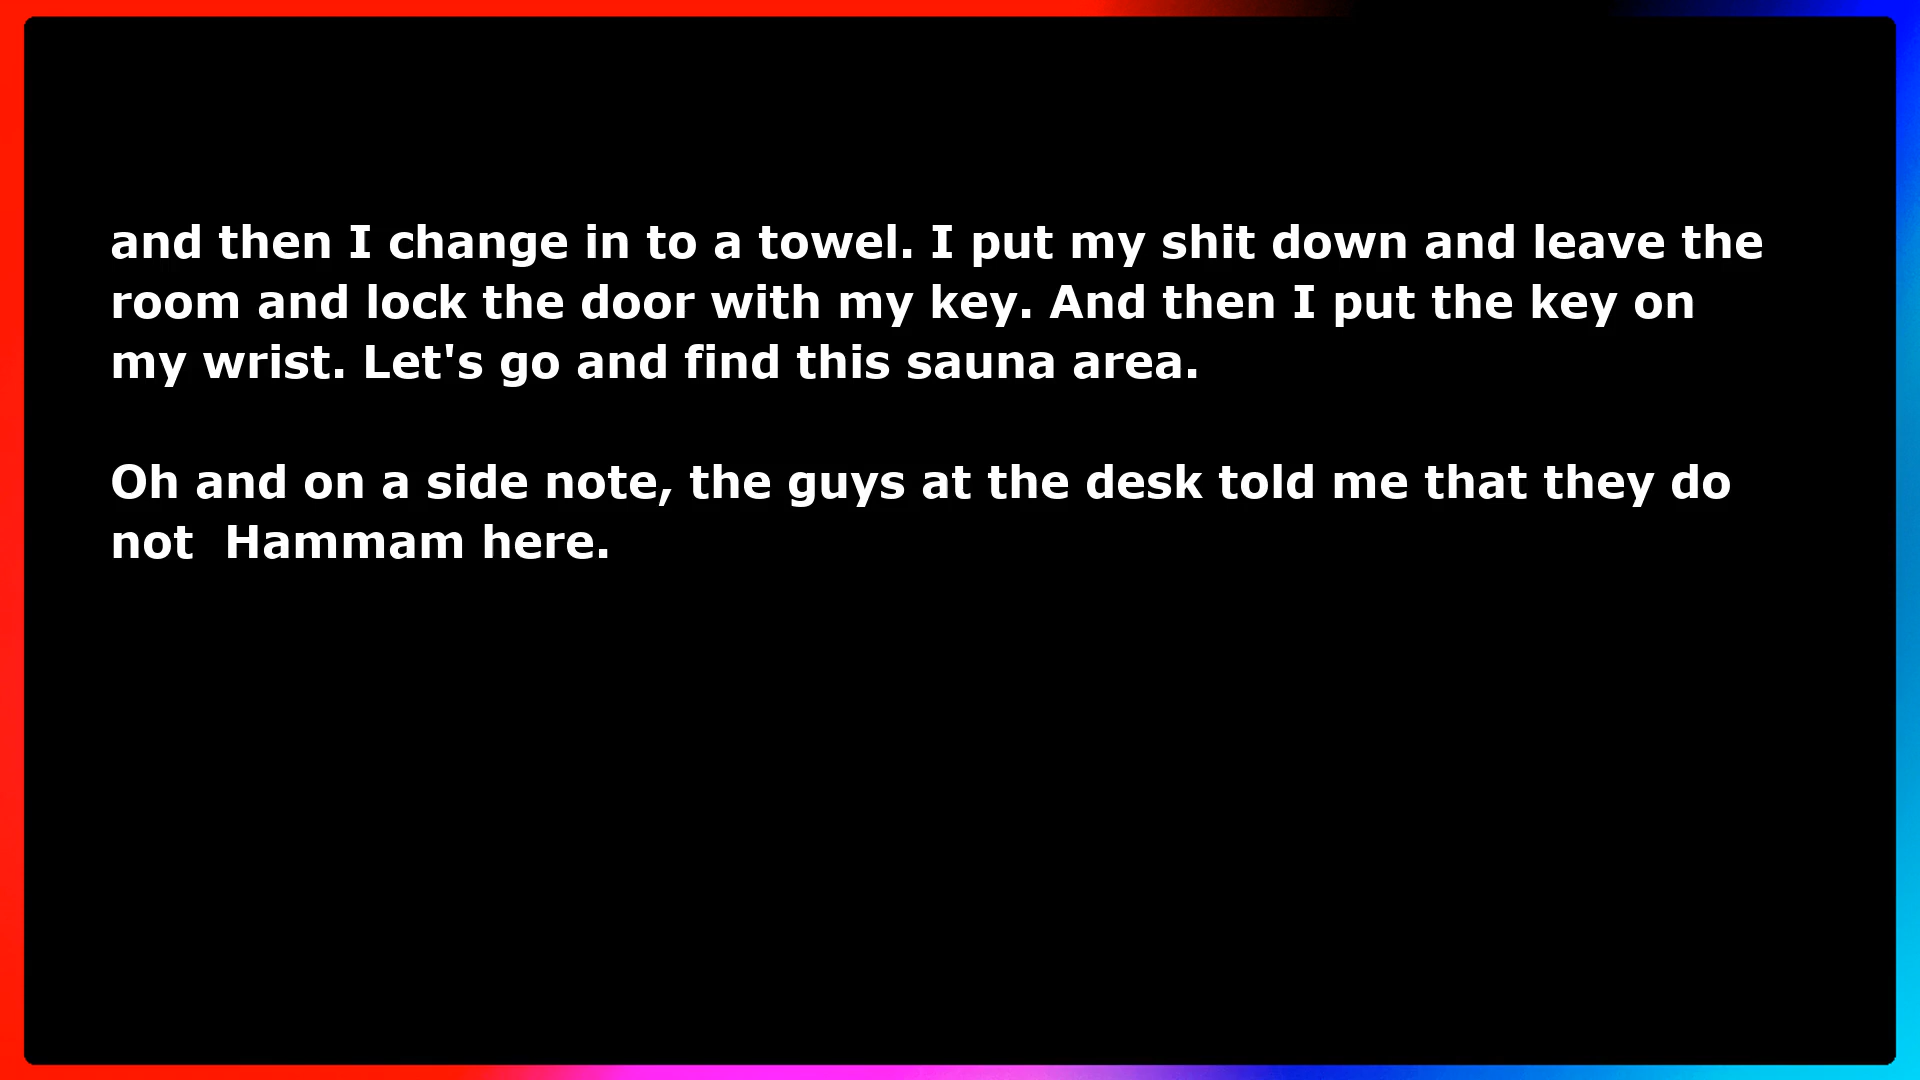 and then I change in to a towel. I put my shit down and leave the
room and lock the door with my key. And then I put the key on
my wrist. Let's go and find this sauna area.
Oh and on a side note, the guys at the desk told me that they do
not  Hammam here.